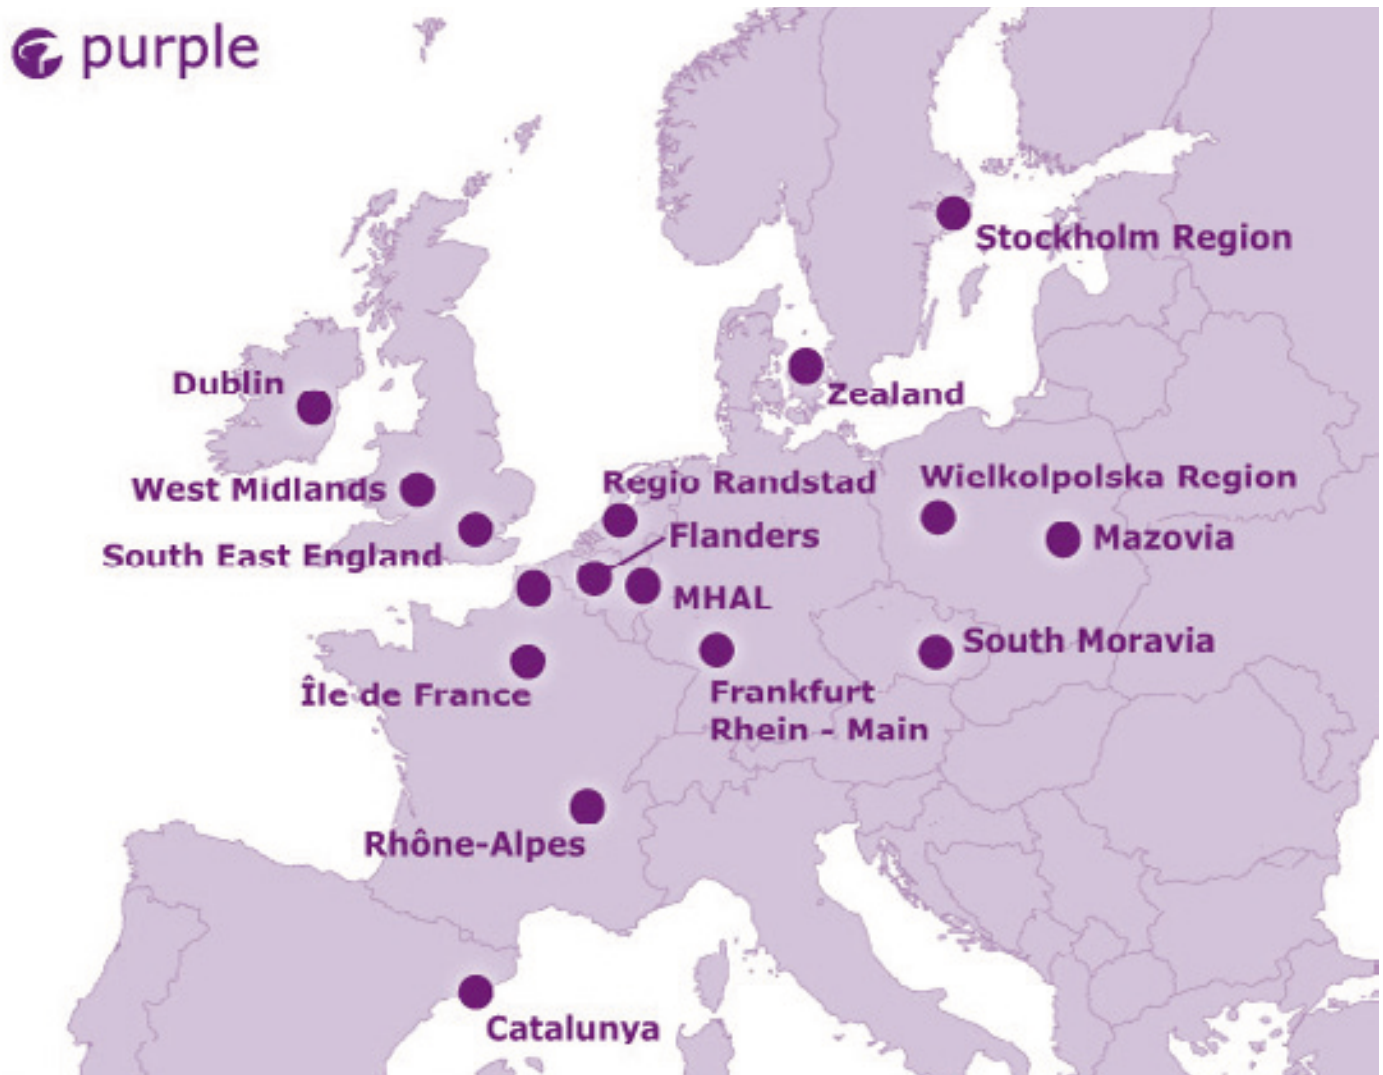 purple
Stockholm Region
Dublin
Zealand
West Midlands
Regio Randstad
Wielkolpolska Region
South East England
Flanders
Mazovia
MHAL
South Moravia
Île de France
Frankfurt
Rhein - Main
Rhône-Alpes
Catalunya